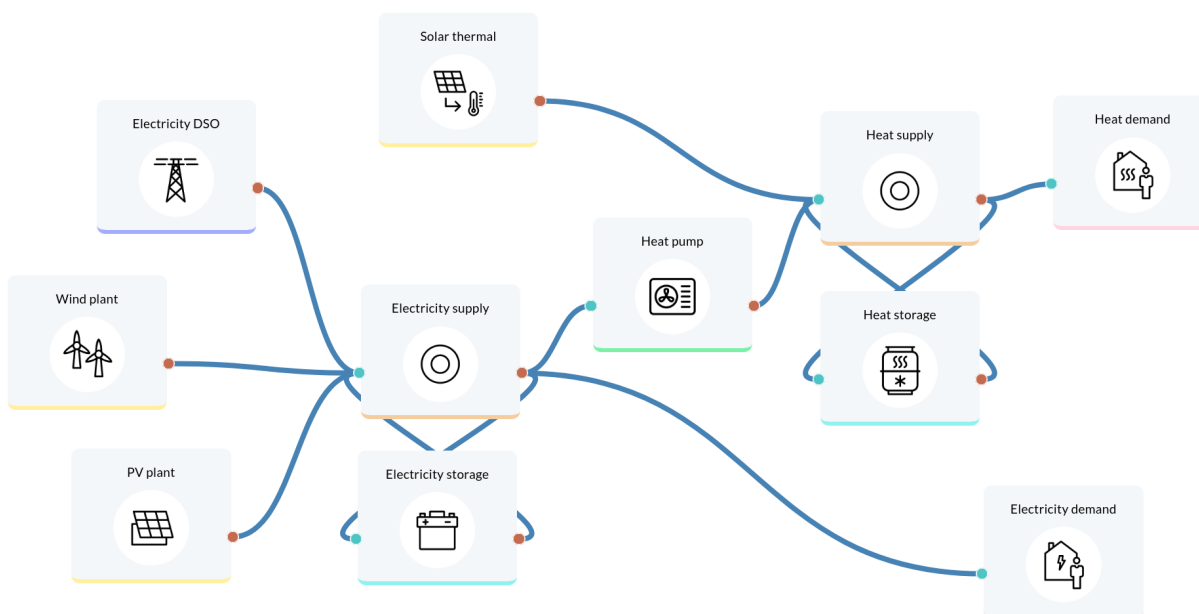 Solar thermal
Electricity DSO
Heat supply
Heat demand
Heat pump
Wind plant
Electricity supply
Heat storage
PV plant
Electricity storage
Electricity demand